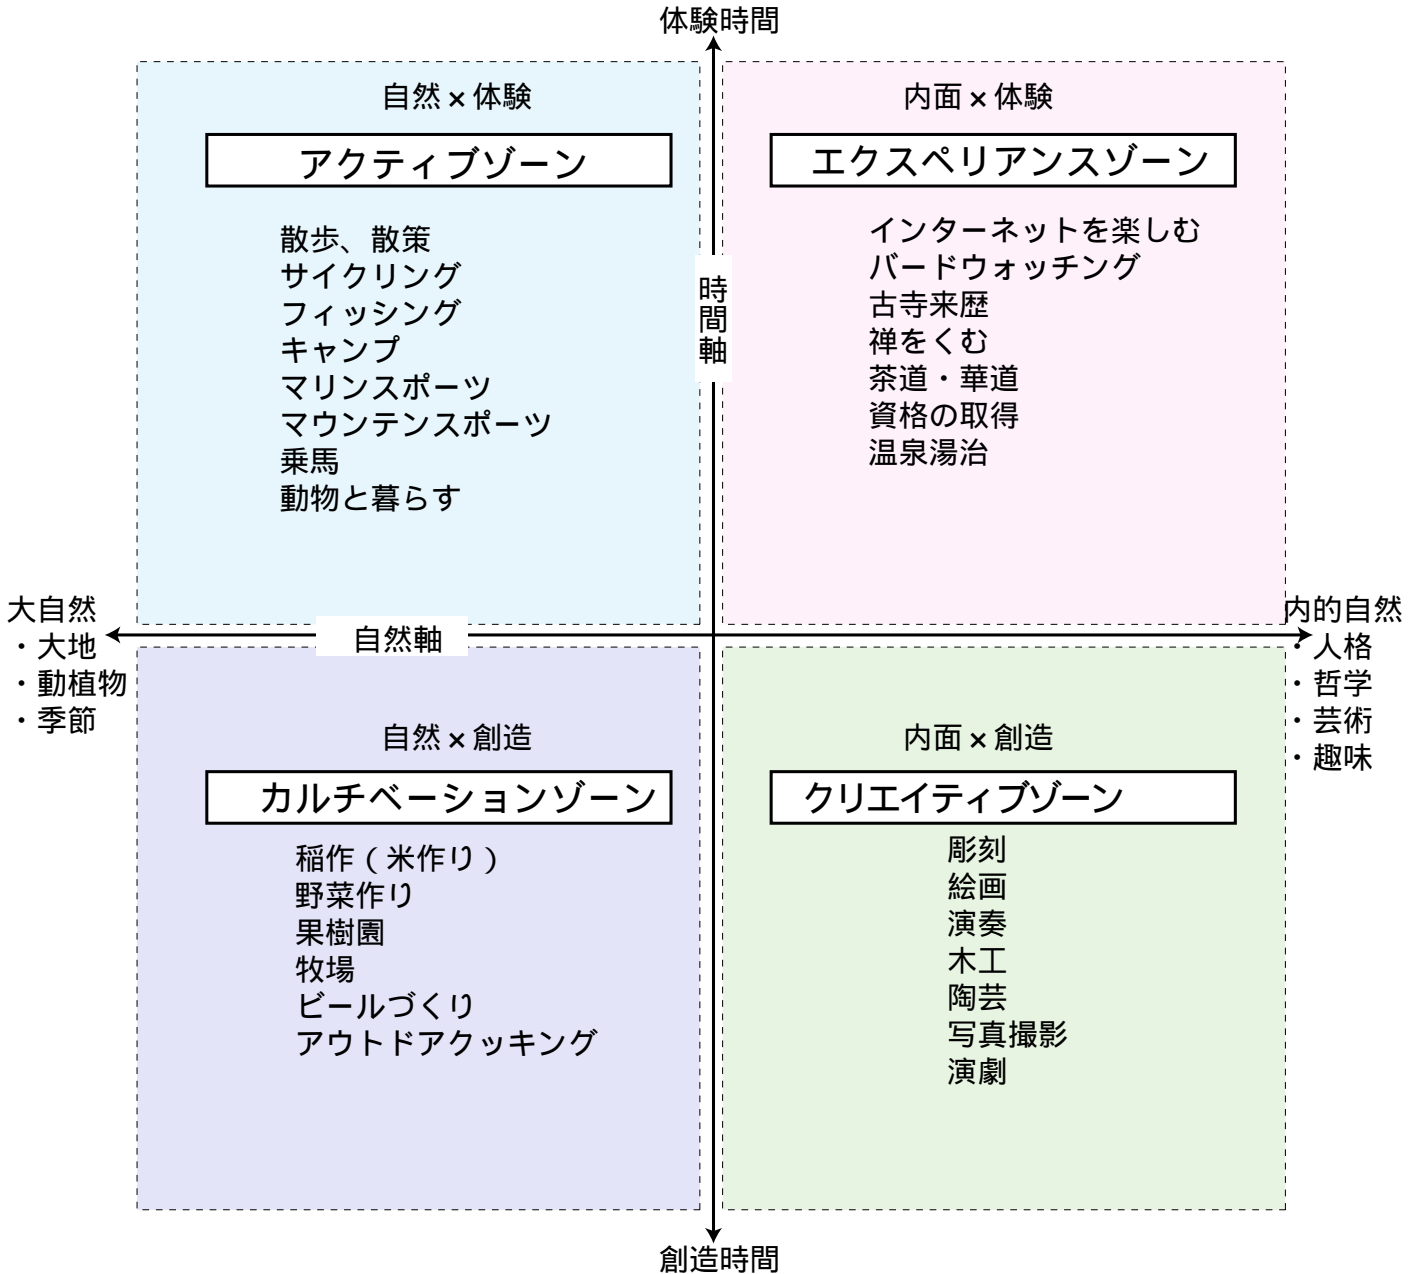 体験時間
自然×体験
アクティブゾーン
散歩、散策
サイクリング
フィッシング
キャンプ
マリンスポーツ
マウンテンスポーツ
乗馬
動物と暮らす
内面×体験
エクスペリアンスゾーン
インターネットを楽しむ
バードウォッチング
古寺来歴
禅をくむ
茶道・華道
資格の取得
温泉湯治
時間軸
大自然
・大地
・動植物
・季節
自然軸
内的自然
・人格
・哲学
・芸術
・趣味
自然×創造
カルチベーションゾーン
稲作（米作り）
野菜作り
果樹園
牧場
ビールづくり
アウトドアクッキング
内面×創造
クリエイティブゾーン
彫刻
絵画
演奏
木工
陶芸
写真撮影
演劇
創造時間